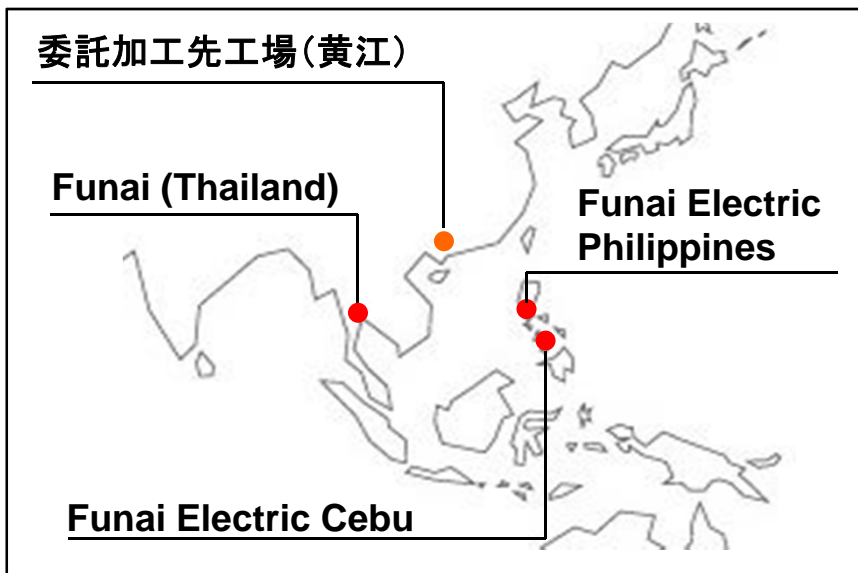 委託加工先工場(黄江)
Funai (Thailand)
Funai Electric
Philippines
Funai Electric Cebu